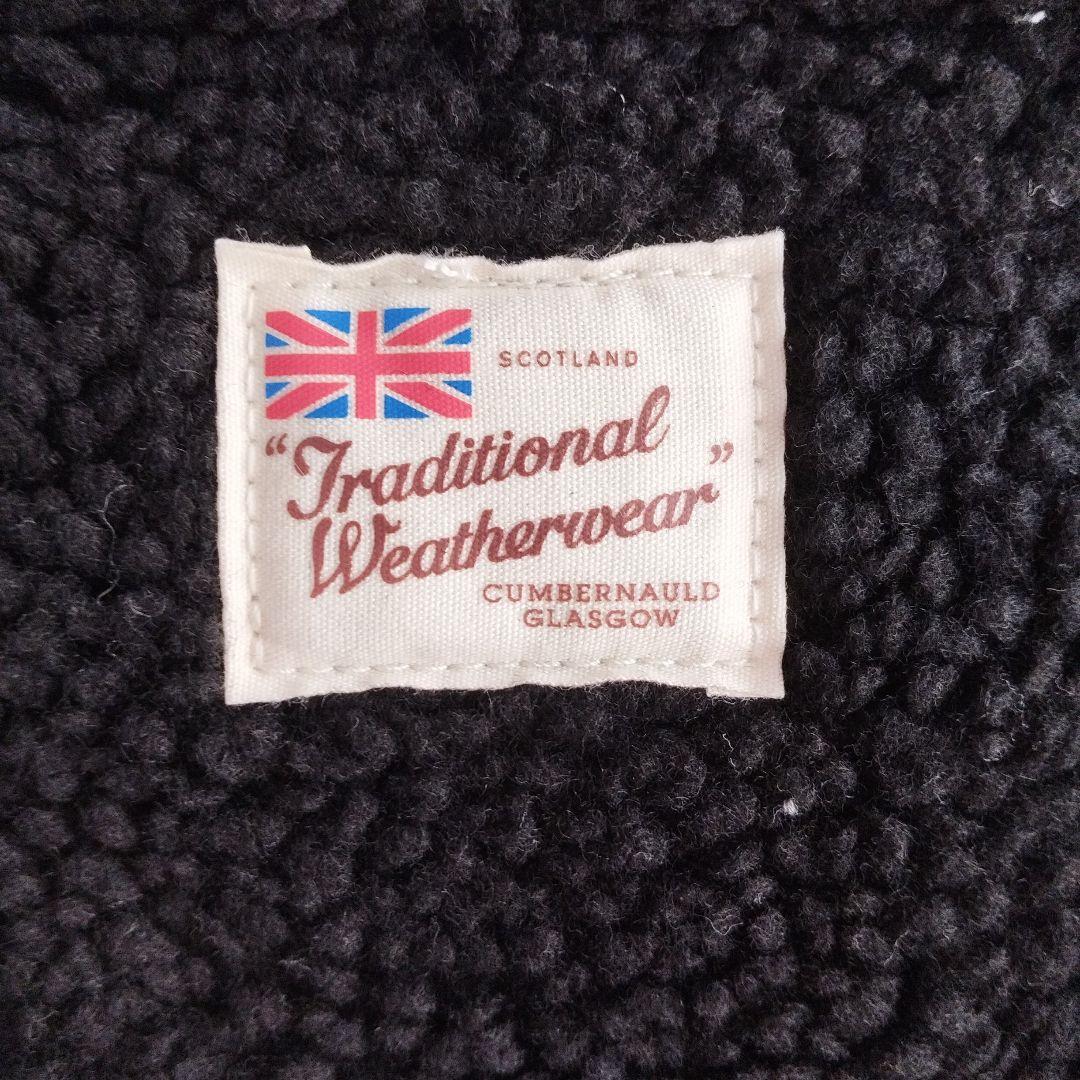 SCOTLAND
“Traditional
Weatherwear”
CUMBERNAULD
GLASGOW